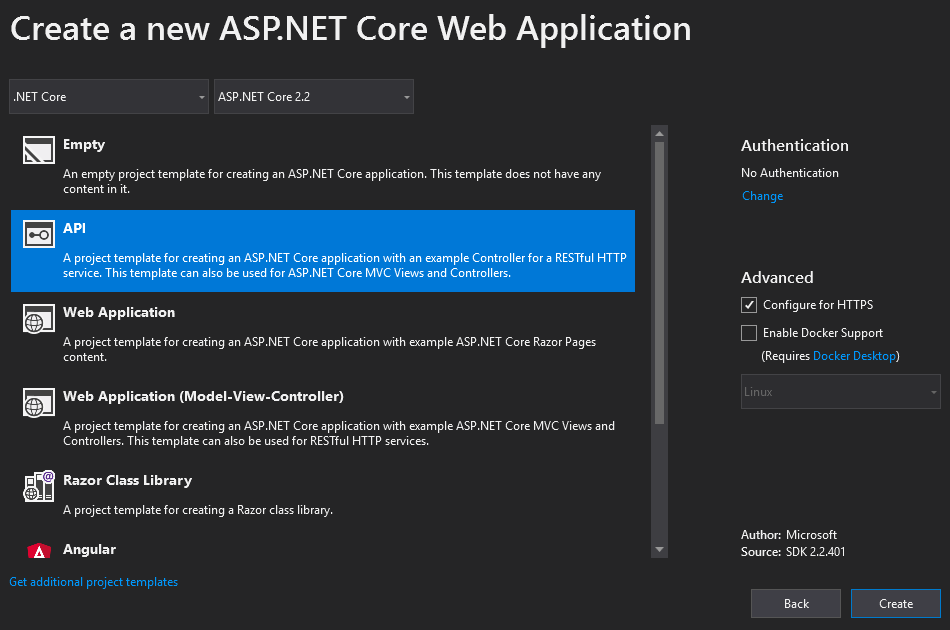 Create a new ASP.NET Core Web Application
.NET Core
ASP.NET Core 2.2
Empty
An empty project template for creating an ASP.NET Core application. This template does not have any
content in it.
API
A project template for creating an ASP.NET Core application with an example Controller for a RESTful HTTP
service. This template can also be used for ASP.NET Core MVC Views and Controllers.
Web Application
A project template for creating an ASP.NET Core application with example ASP.NET Core Razor Pages
content.
Web Application (Model-View-Controller)
A project template for creating an ASP.NET Core application with example ASP.NET Core MVC Views and
Controllers. This template can also be used for RESTful HTTP services.
Razor Class Library
A project template for creating a Razor class library.
Angular
Get additional project templates
Authentication
No Authentication
Change
Advanced
Configure for HTTPS
Enable Docker Support
(Requires Docker Desktop)
Linux
Author: Microsoft
Source: SDK 2.2.401
Back
Create